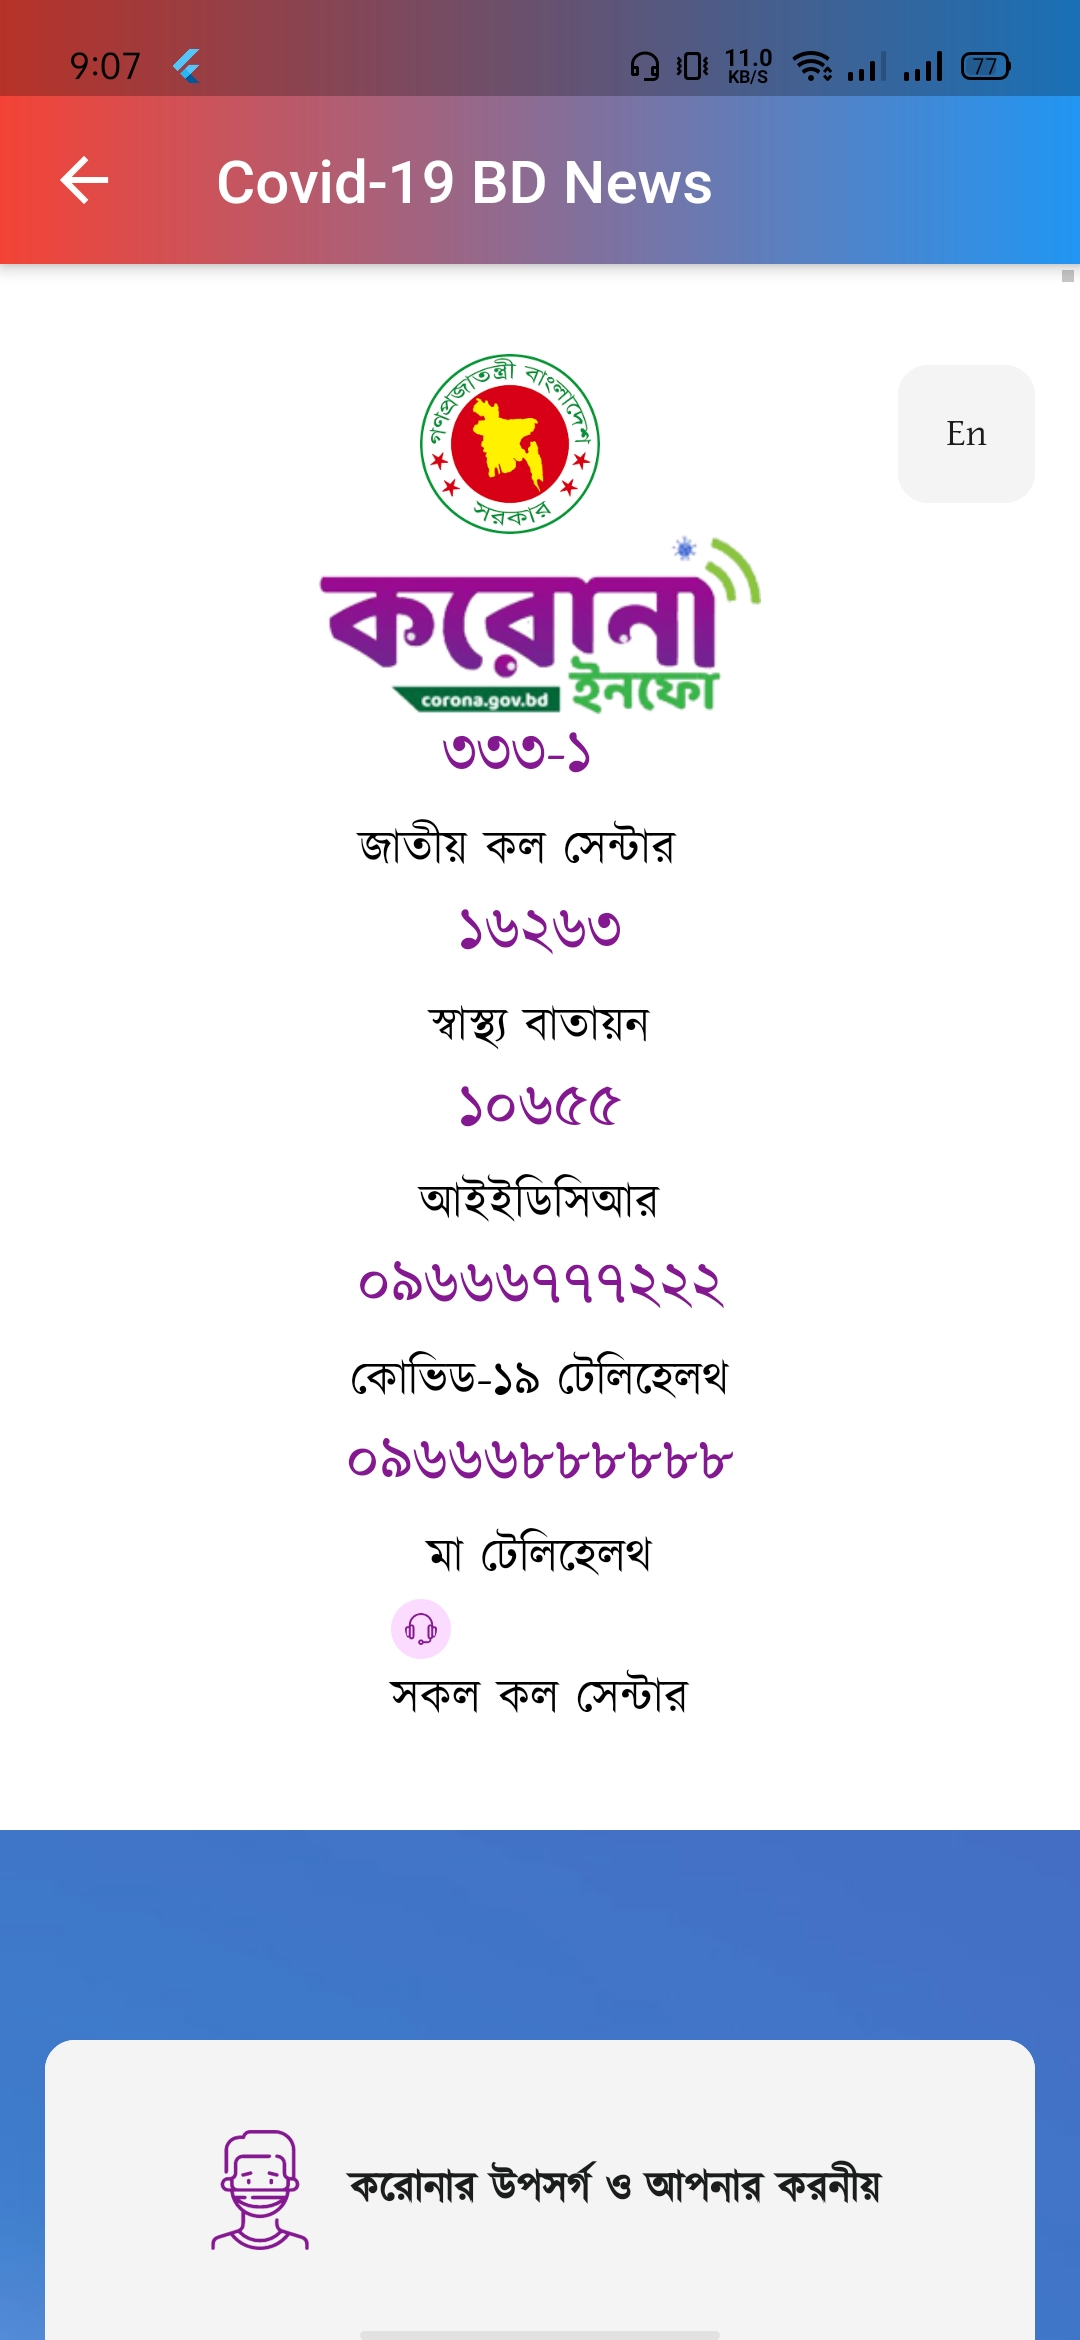 9:07
11.0
KB/S
77
Covid-19 BD News
গণপ্রজাতন্ত্রী বাংলাদেশ
সরকার
En
করোনা
ইনফো
corona.gov.bd
৩৩৩-১
জাতীয় কল সেন্টার
১৬২৬৩
স্বাস্থ্য বাতায়ন
১০৬৫৫
আইইডিসিআর
০৯৬৬৬৭৭৭২২২
কোভিড-১৯ টেলিহেলথ
০৯৬৬৬৮৮৮৮৮৮
মা টেলিহেলথ
সকল কল সেন্টার
করোনার উপসর্গ ও আপনার করনীয়